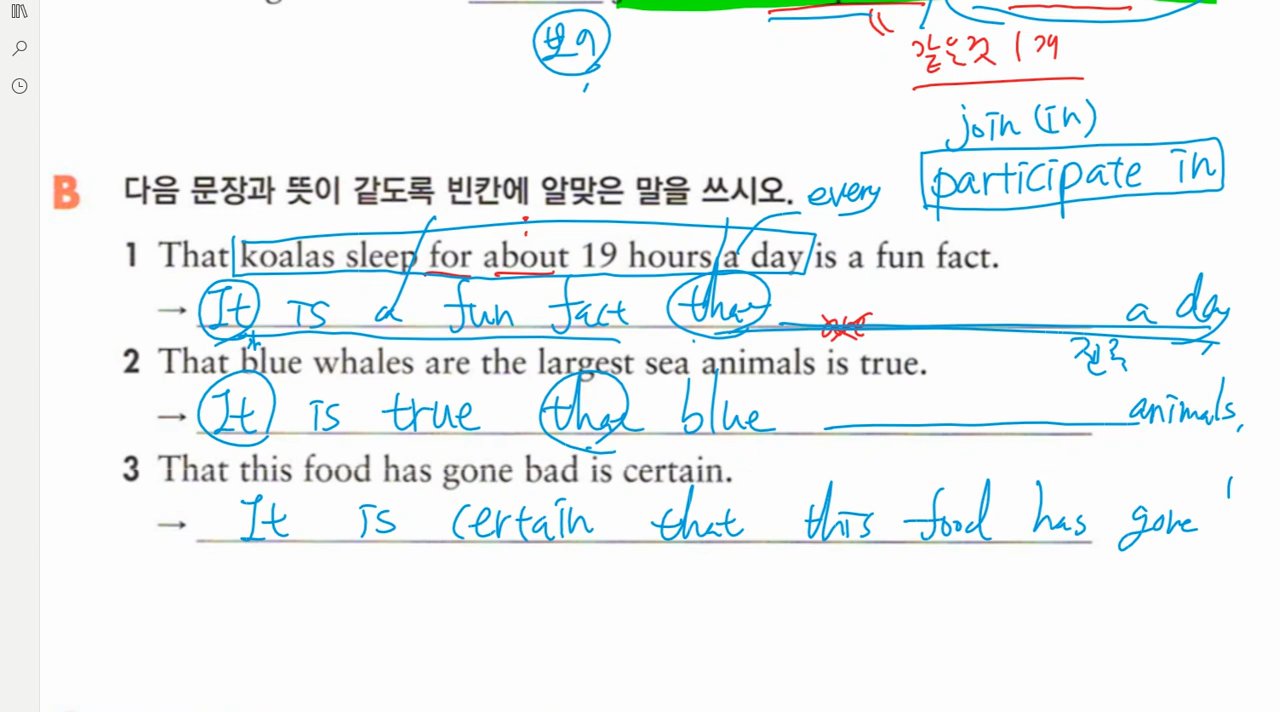 보어
같은것 1개
join (in)
participate in
B 다음 문장과 뜻이 같도록 빈칸에 알맞은 말을 쓰시오. every
1 That koalas sleep for about 19 hours a day is a fun fact.
→ It is a fun fact that a day
2 That blue whales are the largest sea animals is true.
→ It is true that blue animals.
3 That this food has gone bad is certain.
→ It is certain that this food has gone